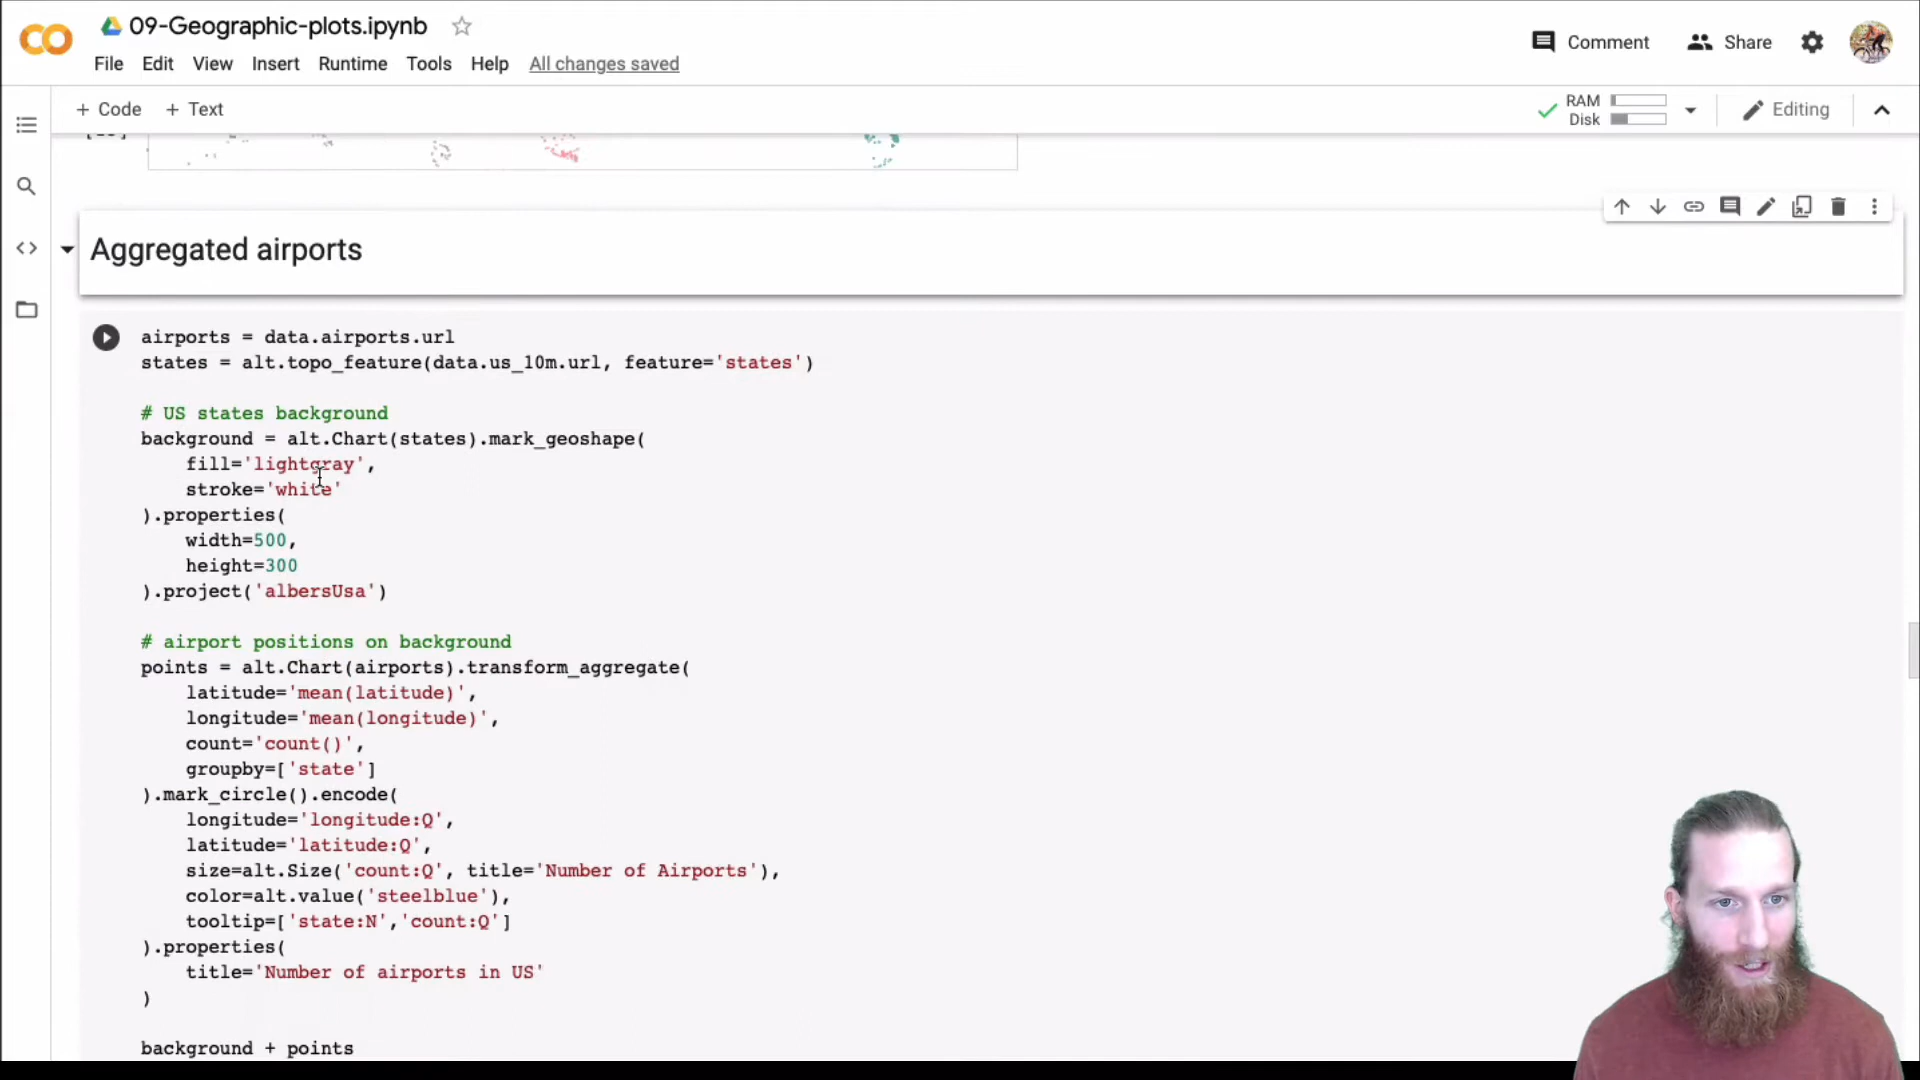 09-Geographic-plots.ipynb
File Edit View Insert Runtime Tools Help All changes saved
Comment
Share
+ Code + Text
RAM
Disk
Editing
Aggregated airports
airports = data.airports.url
states = alt.topo_feature(data.us_10m.url, feature='states')
# US states background
background = alt.Chart(states).mark_geoshape(
fill='lightgray',
stroke='white'
).properties(
width=500,
height=300
).project('albersUsa')
# airport positions on background
points = alt.Chart(airports).transform_aggregate(
latitude='mean(latitude)',
longitude='mean(longitude)',
count='count()',
groupby=['state']
).mark_circle().encode(
longitude='longitude:Q',
latitude='latitude:Q',
size=alt.Size('count:Q', title='Number of Airports'),
color=alt.value('steelblue'),
tooltip=['state:N','count:Q']
).properties(
title='Number of airports in US'
)
background + points